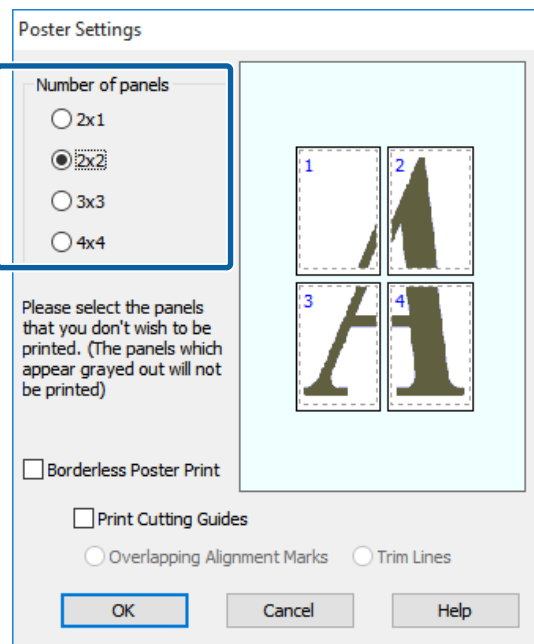 Poster Settings
Number of panels
2x1
2x2
3x3
4x4
1
2
3
4
Please select the panels
that you don't wish to be
printed. (The panels which
appear grayed out will not
be printed)
Borderless Poster Print
Print Cutting Guides
Overlapping Alignment Marks
Trim Lines
OK
Cancel
Help